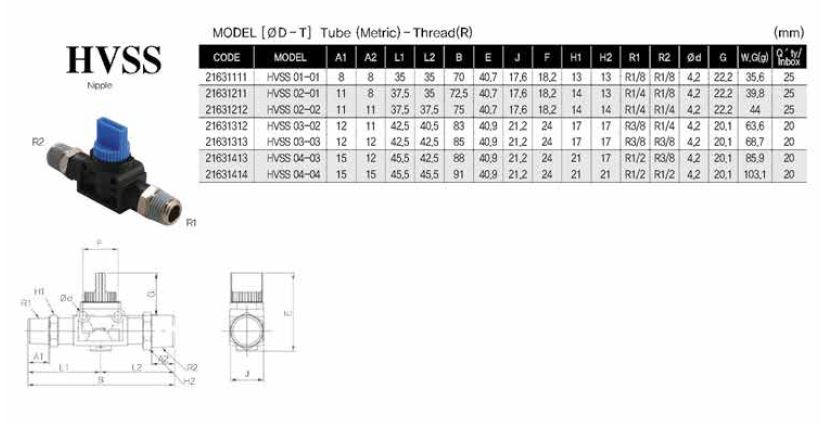 MODEL [ØD-T] Tube (Metric)-Thread(R) (mm)
HVSS
Nipple
CODE MODEL A1 A2 L1 L2 B E J F H1 H2 R1 R2 Ød G W,G(g) Q´ty/Inbox
21631111 HVSS 01-01 8 8 35 35 70 40,7 17,6 18,2 13 13 R1/8 R1/8 4,2 22,2 35,6 25
21631211 HVSS 02-01 11 8 37,5 35 72,5 40,7 17,6 18,2 14 13 R1/4 R1/8 4,2 22,2 39,8 25
21631212 HVSS 02-02 11 11 37,5 37,5 75 40,7 17,6 18,2 14 14 R1/4 R1/4 4,2 22,2 44 25
21631312 HVSS 03-02 12 11 42,5 40,5 83 40,9 21,2 24 17 17 R3/8 R1/4 4,2 20,1 63,6 20
21631313 HVSS 03-03 12 12 42,5 42,5 85 40,9 21,2 24 17 17 R3/8 R3/8 4,2 20,1 68,7 20
21631413 HVSS 04-03 15 12 45,5 42,5 88 40,9 21,2 24 21 17 R1/2 R3/8 4,2 20,1 85,9 20
21631414 HVSS 04-04 15 15 45,5 45,5 91 40,9 21,2 24 21 21 R1/2 R1/2 4,2 20,1 103,1 20
R2
R1
F
H1
R1
Ød
G
E
A1
A2
L1
L2
R2
H2
B
J